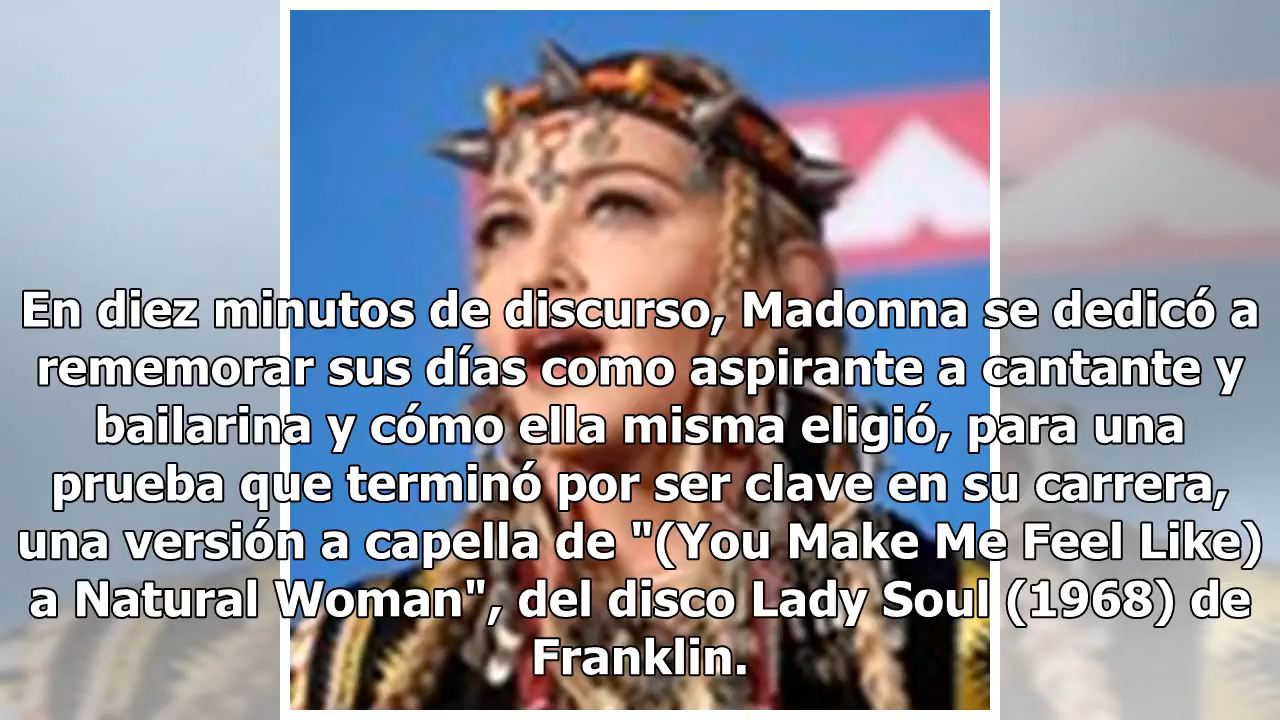 En diez minutos de discurso, Madonna se dedicó a
rememorar sus días como aspirante a cantante y
bailarina y cómo ella misma eligió, para una
prueba que terminó por ser clave en su carrera,
una versión a capella de "(You Make Me Feel Like)
a Natural Woman", del disco Lady Soul (1968) de
Franklin.